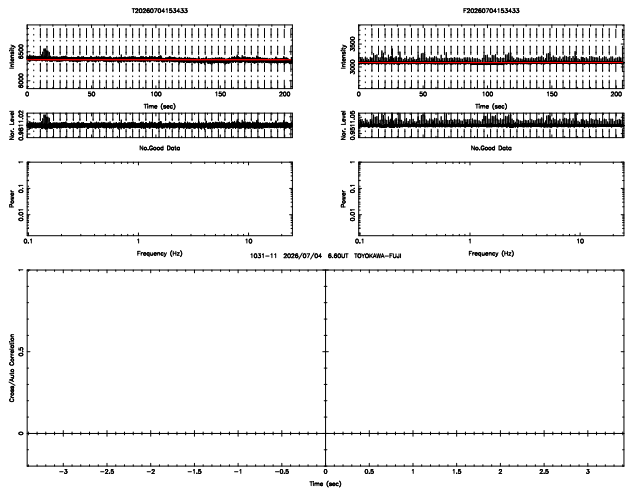 T20260704153433
F20260704153433
Intensity
6000
6500
0
50
100
150
200
Time (sec)
Intensity
3000
3500
0
50
100
150
200
Time (sec)
Nor. Level
No.Good Data
Nor. Level
No.Good Data
Power
1
0.1
0.01
0.1
1
10
Frequency (Hz)
Power
1
0.1
0.01
0.1
1
10
Frequency (Hz)
1031-11 2026/07/04 6.60UT TOYOKAWA-FUJI
Cross/Auto Correlation
1
0.5
0
-3
-2.5
-2
-1.5
-1
-0.5
0
0.5
1
1.5
2
2.5
3
Time (sec)